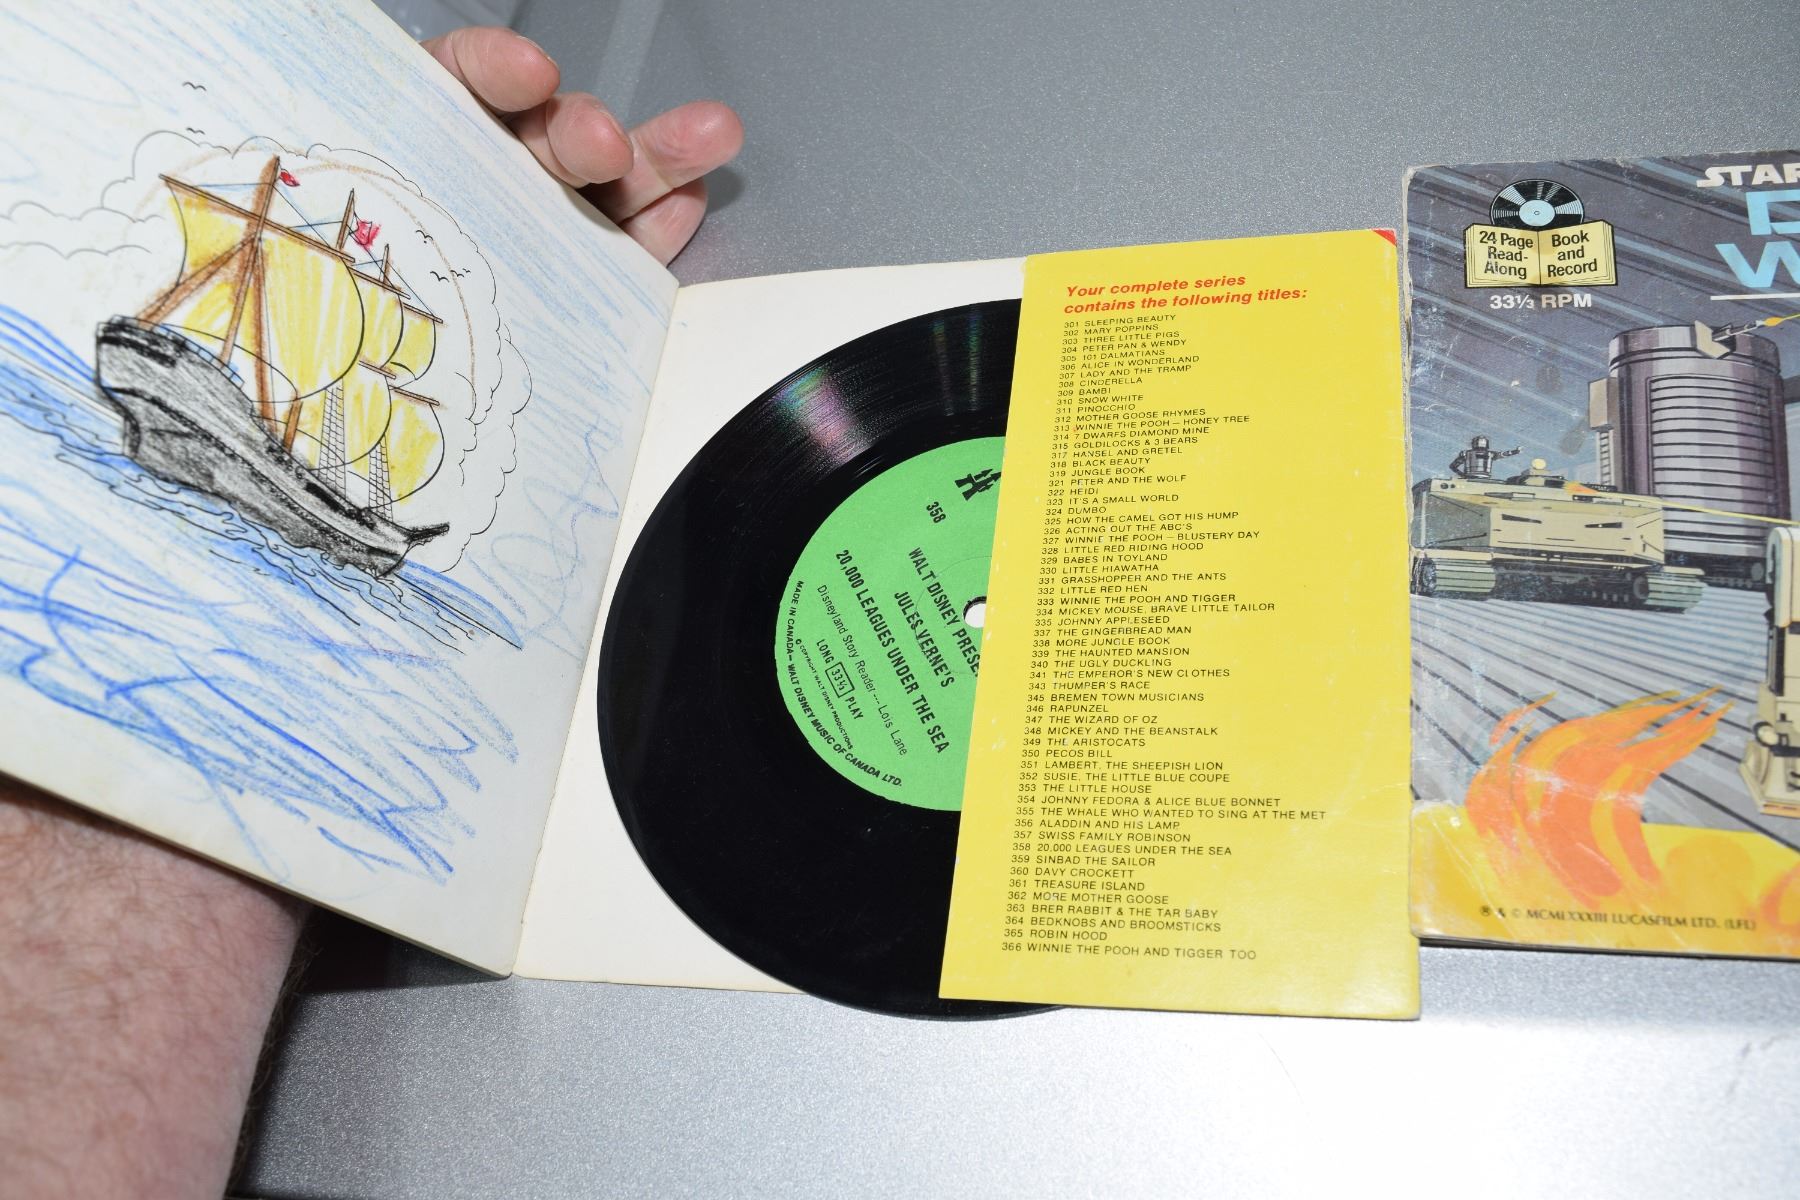 358
WALT DISNEY PRESE
JULES VERNE'S
20,000 LEAGUES UNDER THE SEA
Disneyland Story Reader -- Lois Lane
LONG 33⅓ PLAY
© COPYRIGHT WALT DISNEY PRODUCTIONS
MADE IN CANADA — WALT DISNEY MUSIC OF CANADA LTD.
Your complete series
contains the following titles:
301 SLEEPING BEAUTY
302 MARY POPPINS
303 THREE LITTLE PIGS
304 PETER PAN & WENDY
305 101 DALMATIANS
306 ALICE IN WONDERLAND
307 LADY AND THE TRAMP
308 CINDERELLA
309 BAMBI
310 SNOW WHITE
311 PINOCCHIO
312 MOTHER GOOSE RHYMES
313 WINNIE THE POOH — HONEY TREE
314 7 DWARFS DIAMOND MINE
315 GOLDILOCKS & 3 BEARS
317 HANSEL AND GRETEL
318 BLACK BEAUTY
319 JUNGLE BOOK
321 PETER AND THE WOLF
322 HEIDI
323 IT'S A SMALL WORLD
324 DUMBO
325 HOW THE CAMEL GOT HIS HUMP
326 ACTING OUT THE ABC'S
327 WINNIE THE POOH — BLUSTERY DAY
328 LITTLE RED RIDING HOOD
329 BABES IN TOYLAND
330 LITTLE HIAWATHA
331 GRASSHOPPER AND THE ANTS
332 LITTLE RED HEN
333 WINNIE THE POOH AND TIGGER
334 MICKEY MOUSE, BRAVE LITTLE TAILOR
335 JOHNNY APPLESEED
337 THE GINGERBREAD MAN
338 MORE JUNGLE BOOK
339 THE HAUNTED MANSION
340 THE UGLY DUCKLING
341 THE EMPEROR'S NEW CLOTHES
343 THUMPER'S RACE
345 BREMEN TOWN MUSICIANS
346 RAPUNZEL
347 THE WIZARD OF OZ
348 MICKEY AND THE BEANSTALK
349 THE ARISTOCATS
350 PECOS BILL
351 LAMBERT, THE SHEEPISH LION
352 SUSIE, THE LITTLE BLUE COUPE
353 THE LITTLE HOUSE
354 JOHNNY FEDORA & ALICE BLUE BONNET
355 THE WHALE WHO WANTED TO SING AT THE MET
356 ALADDIN AND HIS LAMP
357 SWISS FAMILY ROBINSON
358 20,000 LEAGUES UNDER THE SEA
359 SINBAD THE SAILOR
360 DAVY CROCKETT
361 TREASURE ISLAND
362 MORE MOTHER GOOSE
363 BRER RABBIT & THE TAR BABY
364 BEDKNOBS AND BROOMSTICKS
365 ROBIN HOOD
366 WINNIE THE POOH AND TIGGER TOO
STAR
24 Page
Read-
Along
Book
and
Record
33⅓ RPM
® & © MCMLXXXIII LUCASFILM LTD. (LFL)